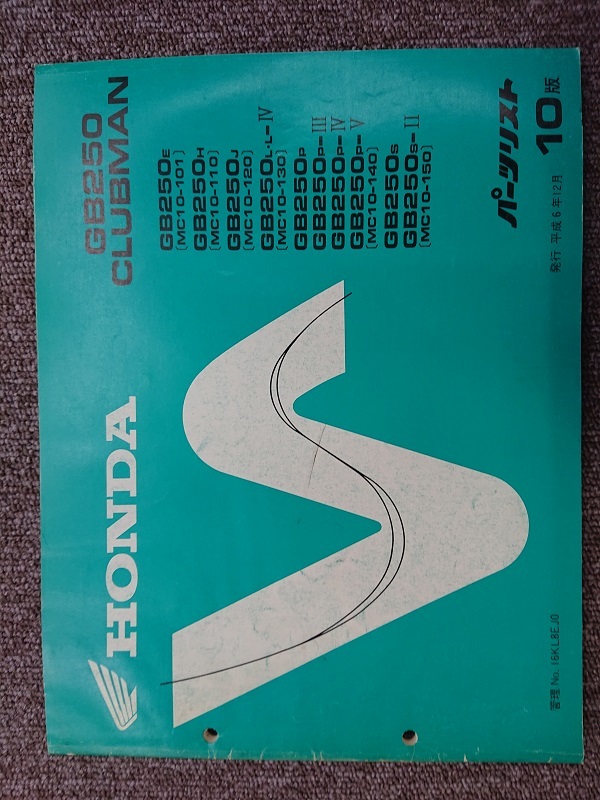 HONDA
GB250
CLUBMAN
GB250E
(MC10-101)
GB250H
(MC10-110)
GB250J
(MC10-120)
GB250L·L-IV
(MC10-130)
GB250P
GB250P-III
GB250P-IV
GB250P-V
(MC10-140)
GB250S
GB250S-II
(MC10-150)
パーツリスト
10版
発行 平成6年12月
管理 No. 16KL8EJ0